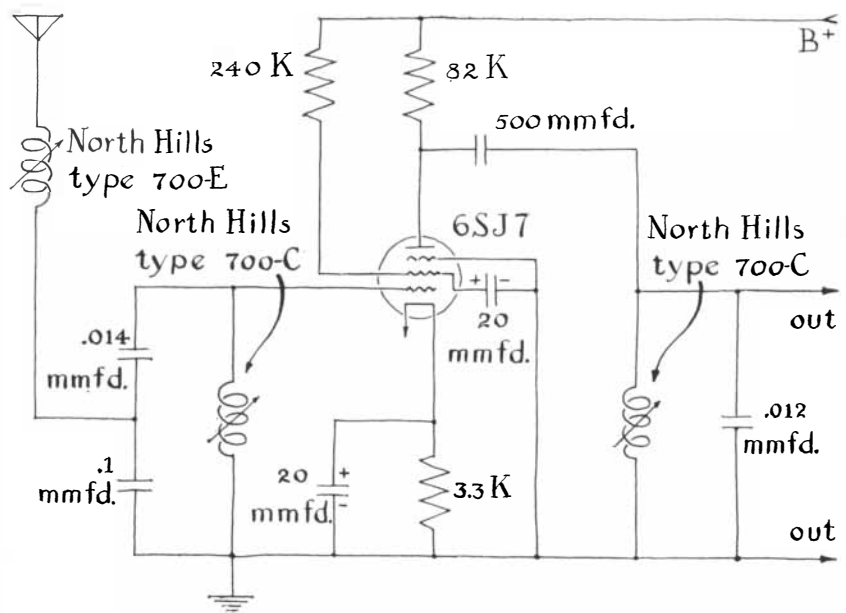 B+
240 K
82 K
500 mmfd.
North Hills
type 700-E
North Hills
type 700-C
6SJ7
North Hills
type 700-C
+ -
20
mmfd.
out
.014
mmfd.
.012
mmfd.
.1
mmfd.
20
mmfd.
+
-
3.3 K
out